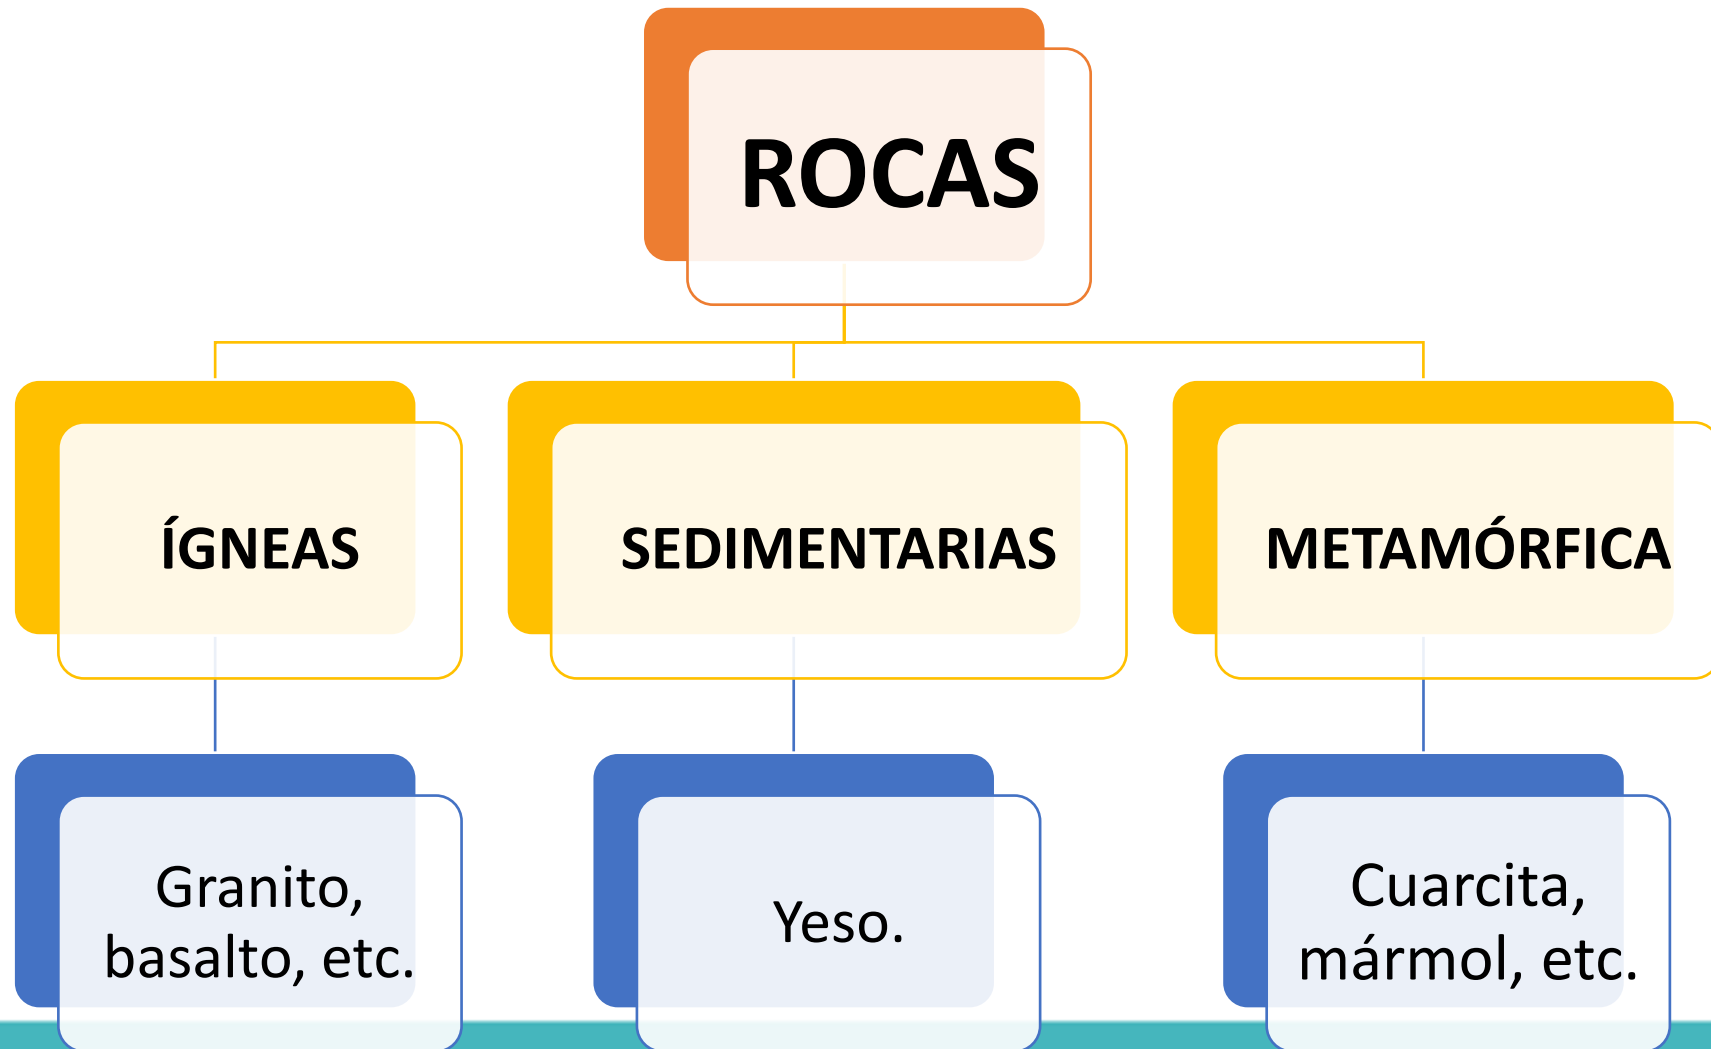 ROCAS
ÍGNEAS
SEDIMENTARIAS
METAMÓRFICA
Granito,
basalto, etc.
Yeso.
Cuarcita,
mármol, etc.